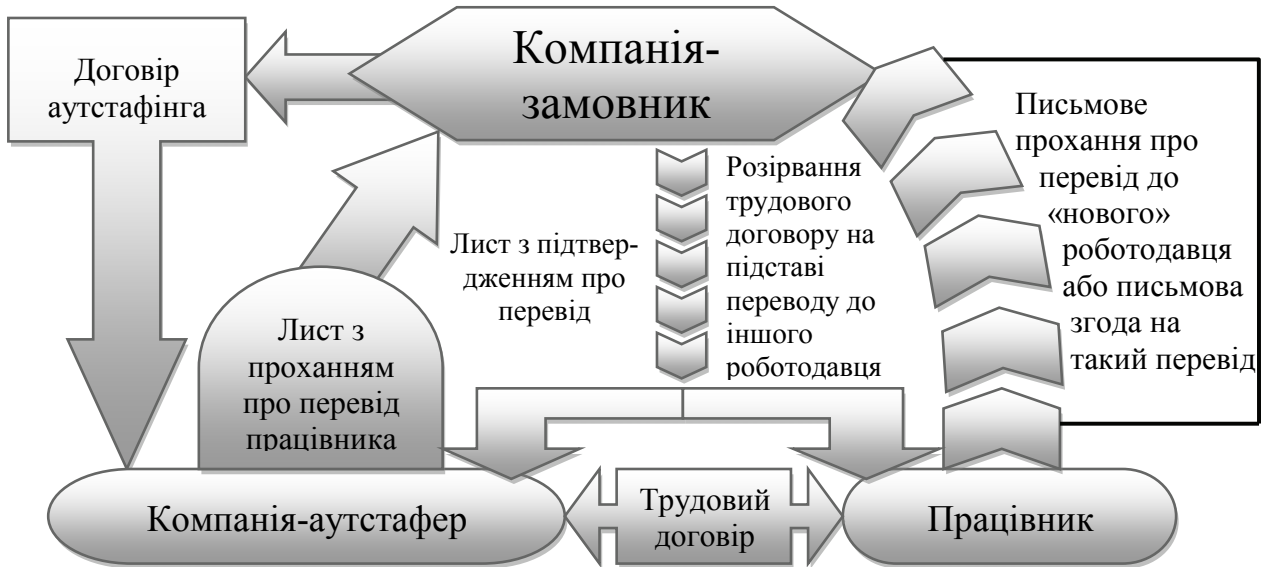 Договір
аутстафінга
Компанія-
замовник
Письмове
прохання про
перевід до
«нового»
роботодавця
або письмова
згода на
такий перевід
Розірвання
трудового
договору на
підставі
переводу до
іншого
роботодавця
Лист з підтвер-
дженням про
перевід
Лист з
проханням
про перевід
працівника
Компанія-аутстафер
Трудовий
договір
Працівник